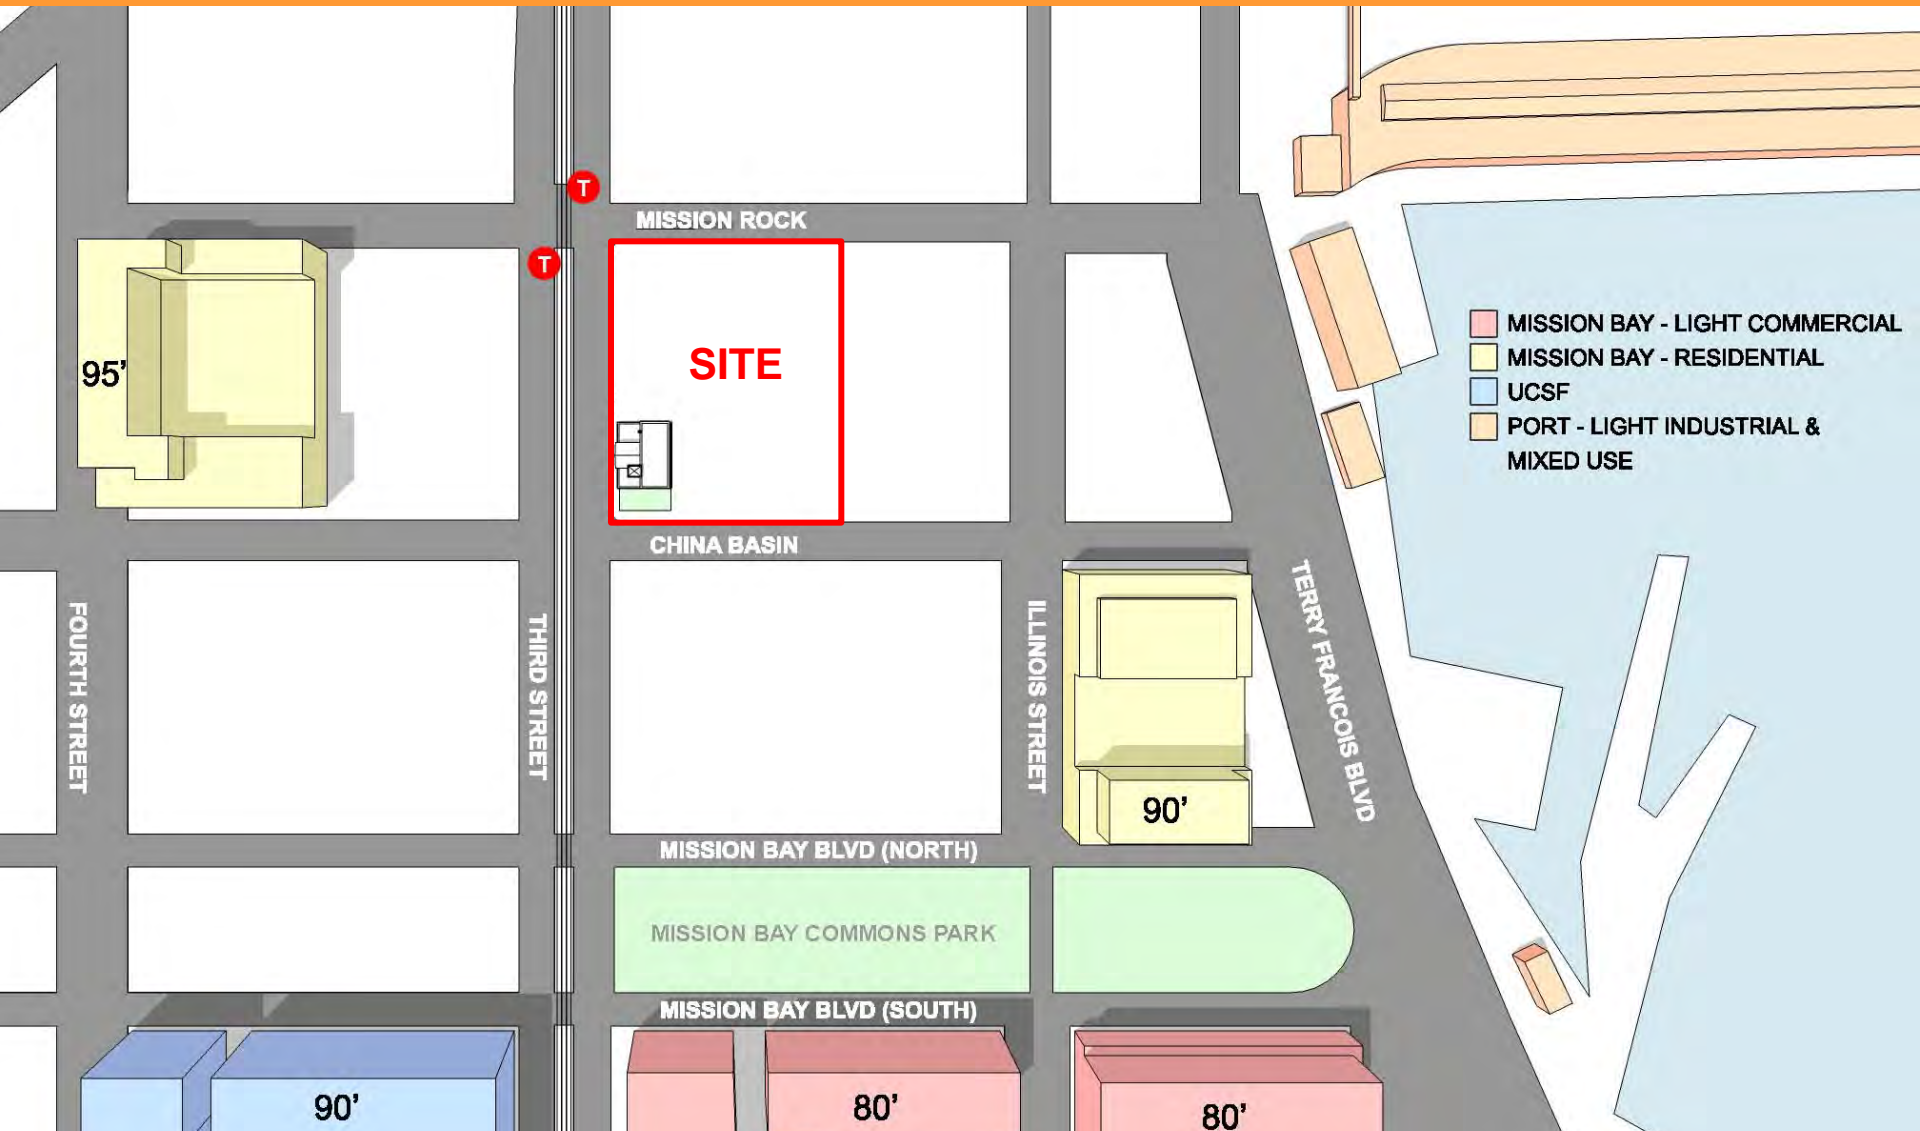 T
MISSION ROCK
T
SITE
95’
MISSION BAY - LIGHT COMMERCIAL
MISSION BAY - RESIDENTIAL
UCSF
PORT - LIGHT INDUSTRIAL &
MIXED USE
CHINA BASIN
FOURTH STREET
THIRD STREET
ILLINOIS STREET
TERRY FRANCOIS BLVD
90’
MISSION BAY BLVD (NORTH)
MISSION BAY COMMONS PARK
MISSION BAY BLVD (SOUTH)
90’
80’
80’